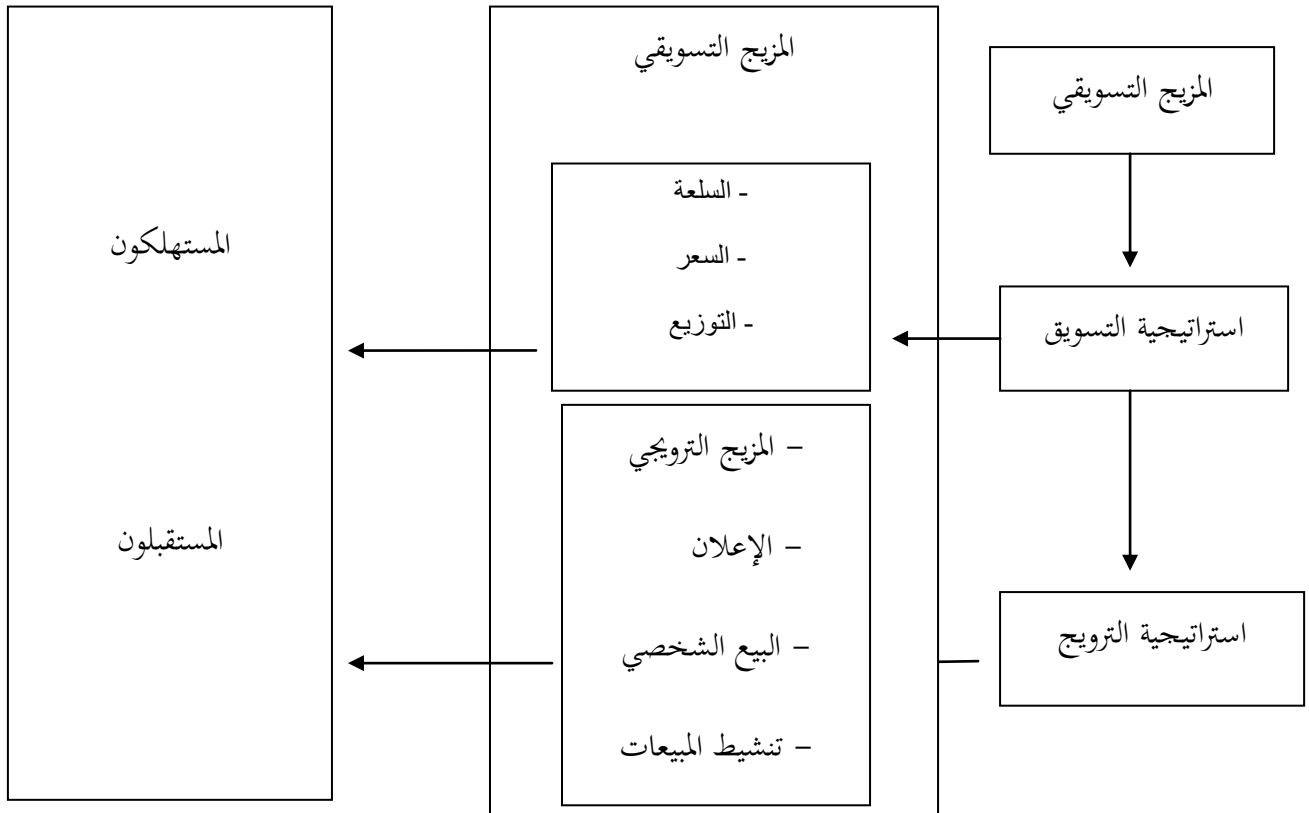 المزيج التسويقي
استراتيجية التسويق
استراتيجية الترويج
المزيج التسويقي
- السلعة
- السعر
- التوزيع
– المزيج الترويجي
– الإعلان
– البيع الشخصي
– تنشيط المبيعات
المستهلكون
المستقبلون